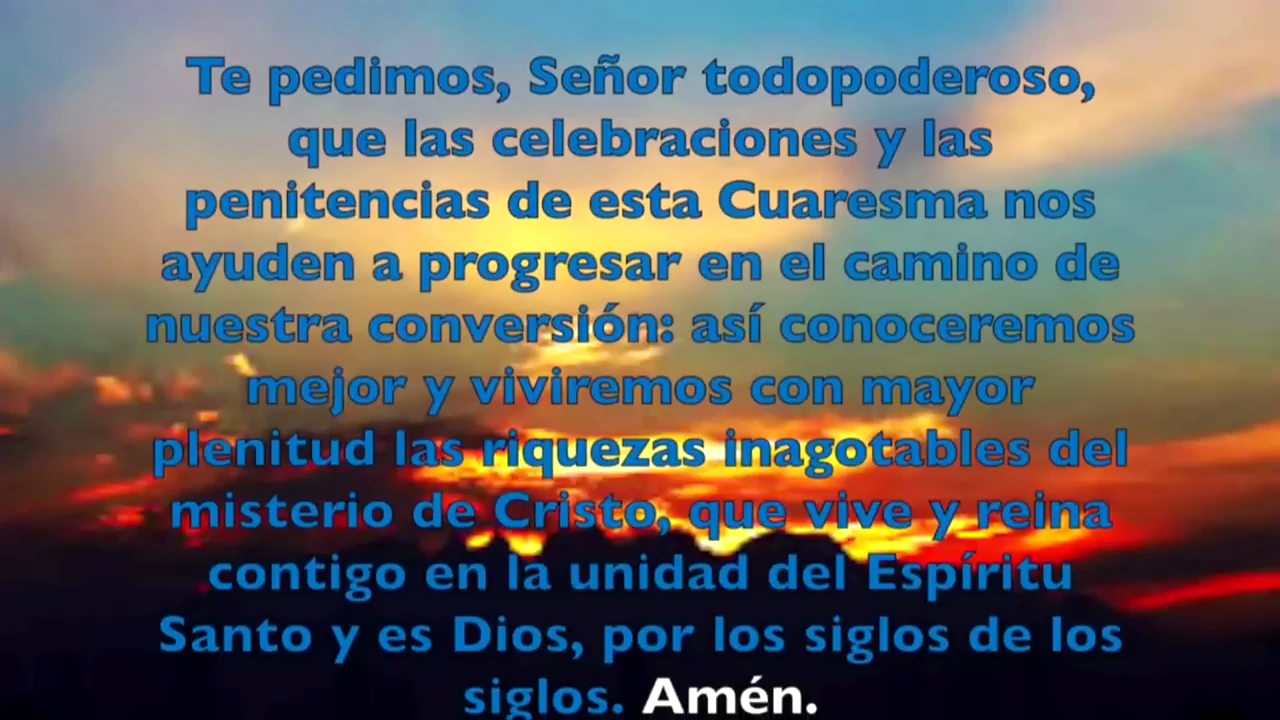 Te pedimos, Señor todopoderoso,
que las celebraciones y las
penitencias de esta Cuaresma nos
ayuden a progresar en el camino de
nuestra conversión: así conoceremos
mejor y viviremos con mayor
plenitud las riquezas inagotables del
misterio de Cristo, que vive y reina
contigo en la unidad del Espíritu
Santo y es Dios, por los siglos de los
siglos. Amén.